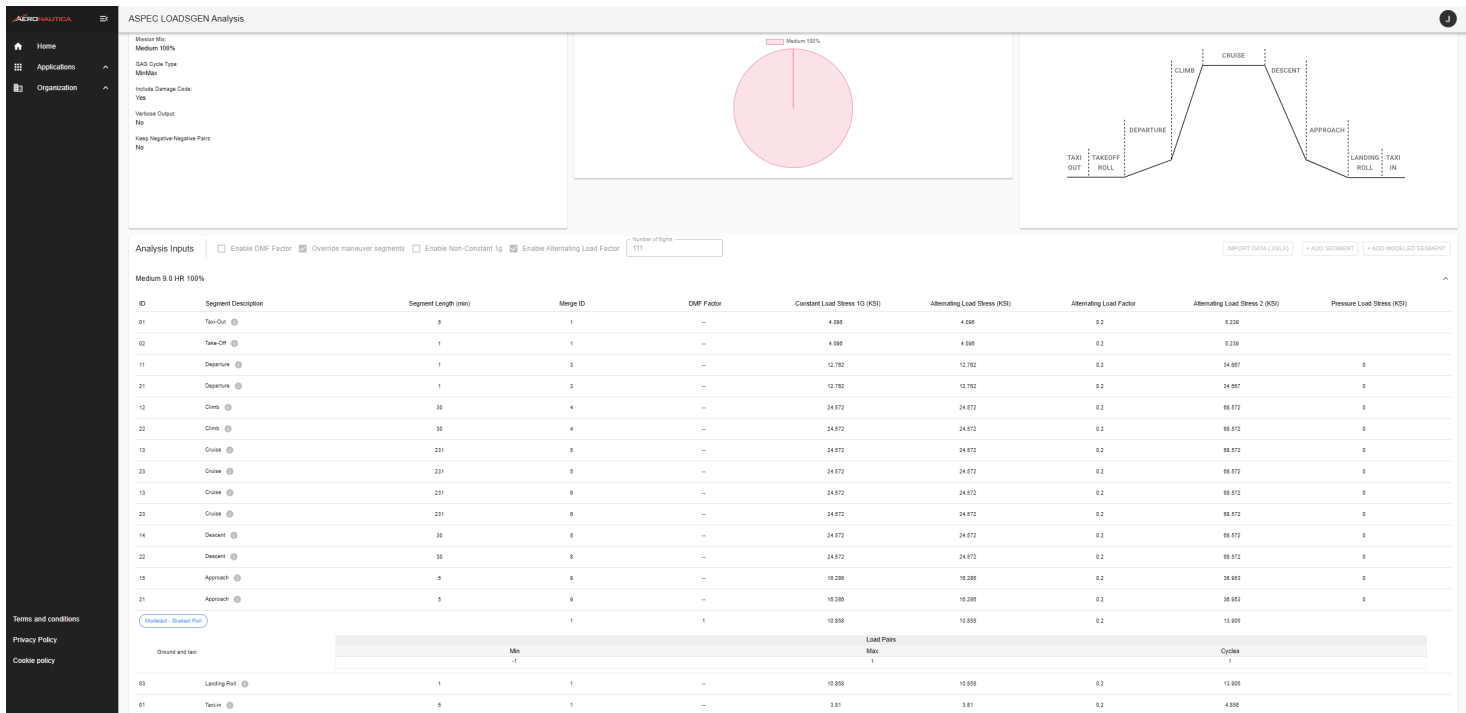 AERONAUTICA
ASPEC LOADSGEN Analysis
J
Home
Applications
Organization
Terms and conditions
Privacy Policy
Cookie policy
Mission Mix:
Medium 100%
GAG Cycle Type:
MinMax
Include Damage Code:
Yes
Verbose Output:
No
Keep Negative-Negative Pairs:
No
Medium 100%
CRUISE
CLIMB DESCENT
DEPARTURE APPROACH
TAXI OUT TAKEOFF ROLL LANDING ROLL TAXI IN
Analysis Inputs Enable DMF Factor Override maneuver segments Enable Non-Constant 1g Enable Alternating Load Factor Number of flights 111 IMPORT DATA (.XSLX) + ADD SEGMENT + ADD MODELED SEGMENT
Medium 9.0 HR 100%
ID Segment Description Segment Length (min) Merge ID DMF Factor Constant Load Stress 1G (KSI) Alternating Load Stress (KSI) Alternating Load Factor Alternating Load Stress 2 (KSI) Pressure Load Stress (KSI)
01 Taxi-Out 5 1 -- 4.096 4.096 0.2 5.239
02 Take-Off 1 1 -- 4.096 4.096 0.2 5.239
11 Departure 1 3 -- 12.762 12.762 0.2 34.667 0
21 Departure 1 3 -- 12.762 12.762 0.2 34.667 0
12 Climb 30 4 -- 24.572 24.572 0.2 68.572 0
22 Climb 30 4 -- 24.572 24.572 0.2 68.572 0
13 Cruise 231 5 -- 24.572 24.572 0.2 68.572 0
23 Cruise 231 5 -- 24.572 24.572 0.2 68.572 0
13 Cruise 231 6 -- 24.572 24.572 0.2 68.572 0
23 Cruise 231 6 -- 24.572 24.572 0.2 68.572 0
14 Descent 30 8 -- 24.572 24.572 0.2 68.572 0
22 Descent 30 8 -- 24.572 24.572 0.2 68.572 0
15 Approach 5 9 -- 16.286 16.286 0.2 36.953 0
21 Approach 5 9 -- 16.286 16.286 0.2 36.953 0
Modeled - Braked Roll 1 1 10.858 10.858 0.2 13.905
Load Pairs
Ground and taxi Min Max Cycles
-1 1 1
03 Landing Roll 1 1 -- 10.858 10.858 0.2 13.905
01 Taxi-in 5 1 -- 3.81 3.81 0.2 4.858